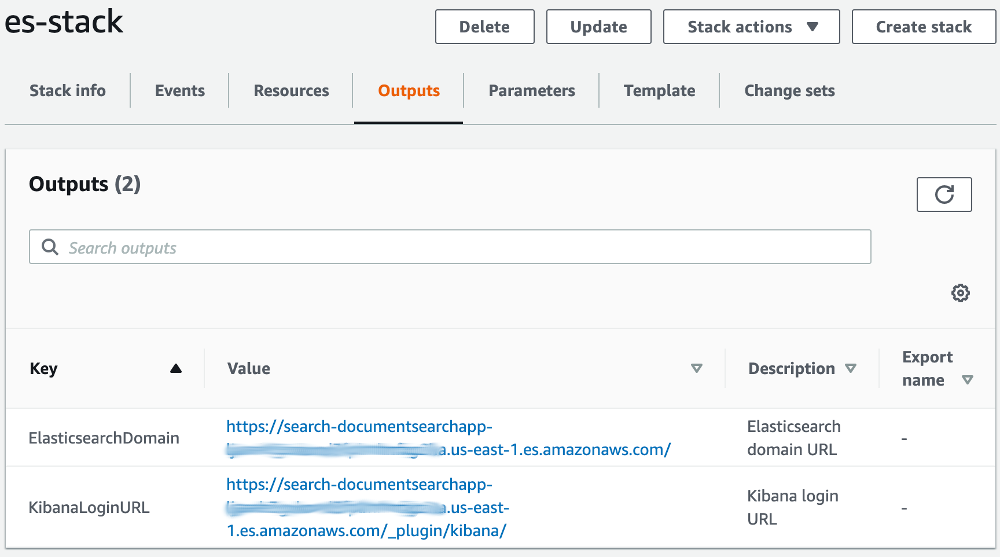 es-stack
Delete
Update
Stack actions
Create stack
Stack info
Events
Resources
Outputs
Parameters
Template
Change sets
Outputs (2)
Search outputs
Key
Value
Description
Export
name
ElasticsearchDomain
https://search-documentsearchapp-
.us-east-1.es.amazonaws.com/
Elasticsearch
domain URL
-
KibanaLoginURL
https://search-documentsearchapp-
.us-east-
1.es.amazonaws.com/_plugin/kibana/
Kibana login
URL
-